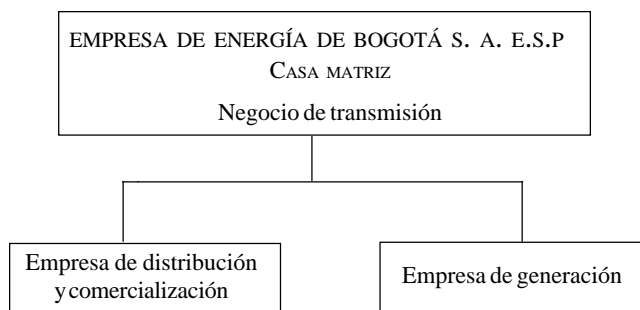 EMPRESA DE ENERGÍA DE BOGOTÁ S. A. E.S.P
CASA MATRIZ
Negocio de transmisión
Empresa de distribución
y comercialización
Empresa de generación